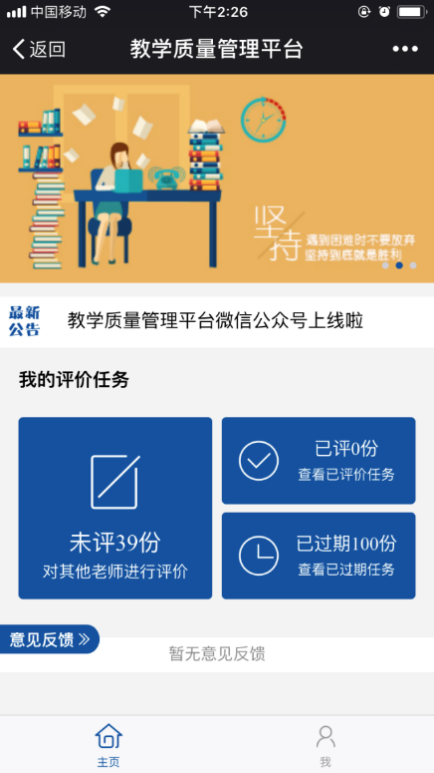 中国移动
下午2:26
返回
教学质量管理平台
坚持
遇到困难时不要放弃
坚持到底就是胜利
最新
公告
教学质量管理平台微信公众号上线啦
我的评价任务
未评39份
对其他老师进行评价
已评0份
查看已评价任务
已过期100份
查看已过期任务
意见反馈
暂无意见反馈
主页
我